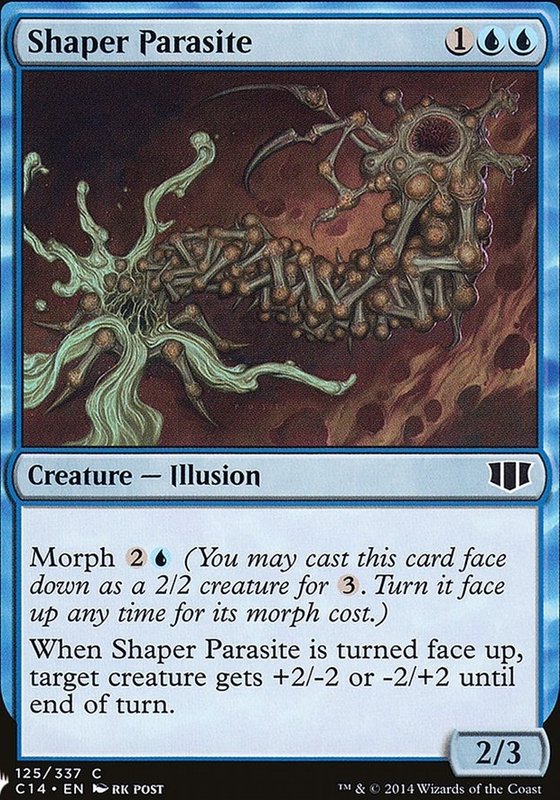 Shaper Parasite 1
Creature — Illusion
Morph 2 (You may cast this card face
down as a 2/2 creature for 3. Turn it face
up any time for its morph cost.)
When Shaper Parasite is turned face up,
target creature gets +2/-2 or -2/+2 until
end of turn.
2/3
125/337 C
C14 • EN RK POST
™ & © 2014 Wizards of the Coast